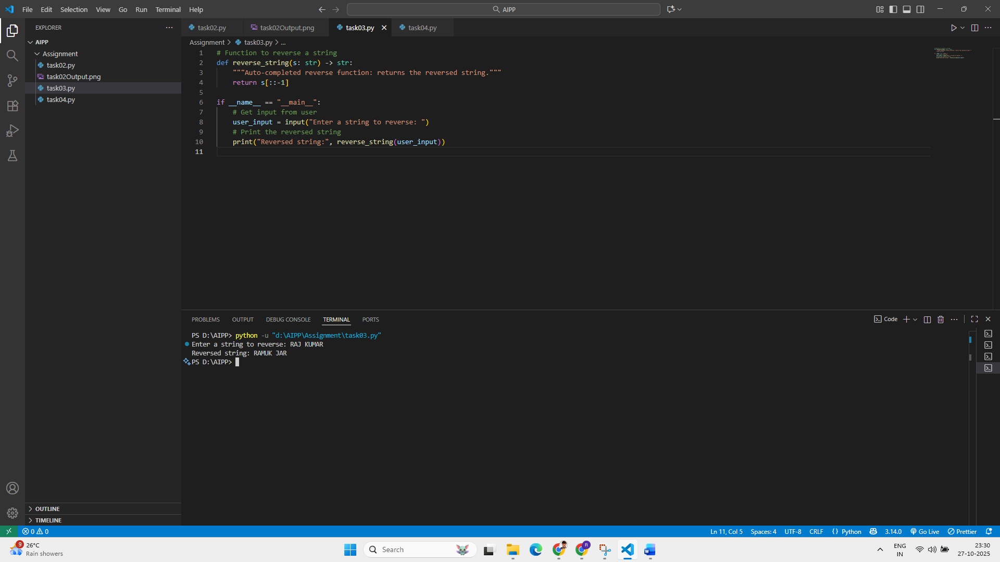 File Edit Selection View Go Run Terminal Help
AIPP
EXPLORER
AIPP
Assignment
task02.py
task02Output.png
task03.py
task04.py
OUTLINE
TIMELINE
task02.py task02Output.png task03.py task04.py
Assignment > task03.py > ...
1 # Function to reverse a string
2 def reverse_string(s: str) -> str:
3 """Auto-completed reverse function: returns the reversed string."""
4 return s[::-1]
5
6 if __name__ == "__main__":
7 # Get input from user
8 user_input = input("Enter a string to reverse: ")
9 # Print the reversed string
10 print("Reversed string:", reverse_string(user_input))
11
PROBLEMS OUTPUT DEBUG CONSOLE TERMINAL PORTS
Code
PS D:\AIPP> python -u "d:\AIPP\Assignment\task03.py"
Enter a string to reverse: RAJ KUMAR
Reversed string: RAMUK JAR
PS D:\AIPP>
0 0
Ln 11, Col 5 Spaces: 4 UTF-8 CRLF {} Python 3.14.0 Go Live Prettier
9
26°C
Rain showers
Search
R
W
ENG
IN
23:30
27-10-2025